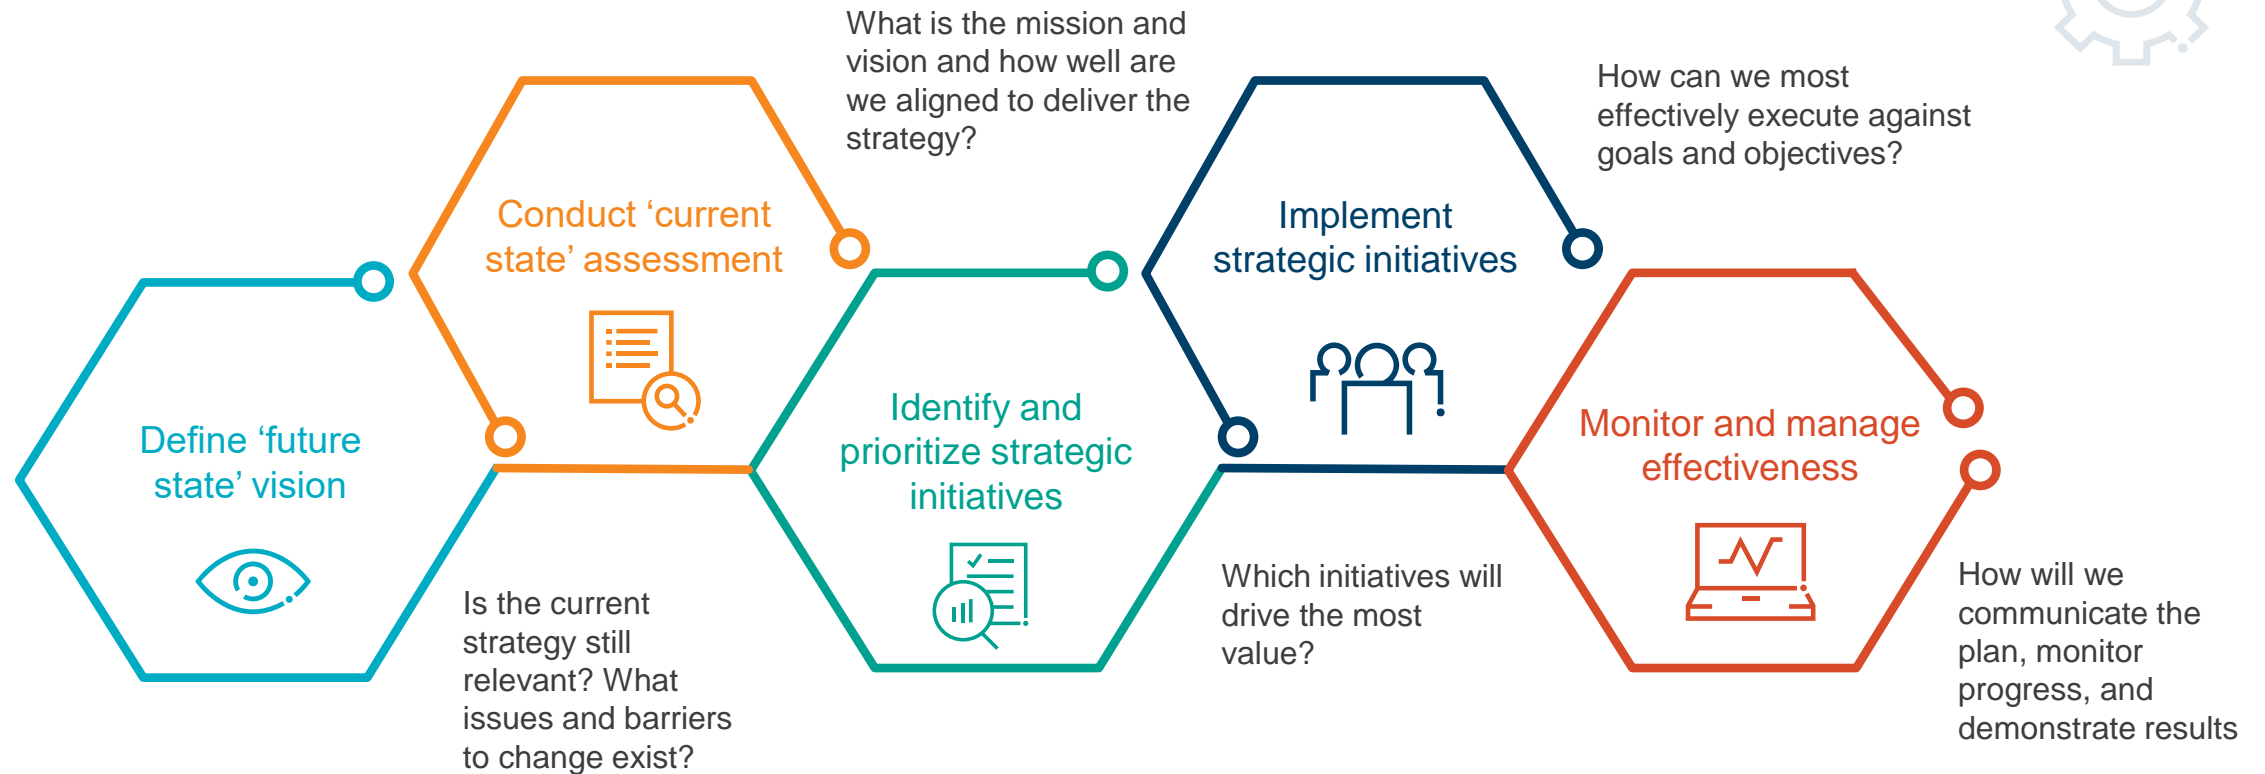 What is the mission and
vision and how well are
we aligned to deliver the
strategy?
How can we most
effectively execute against
goals and objectives?
Conduct ‘current
state’ assessment
Implement
strategic initiatives
Define ‘future
state’ vision
Identify and
prioritize strategic
initiatives
Monitor and manage
effectiveness
Is the current
strategy still
relevant? What
issues and barriers
to change exist?
Which initiatives will
drive the most
value?
How will we
communicate the
plan, monitor
progress, and
demonstrate results